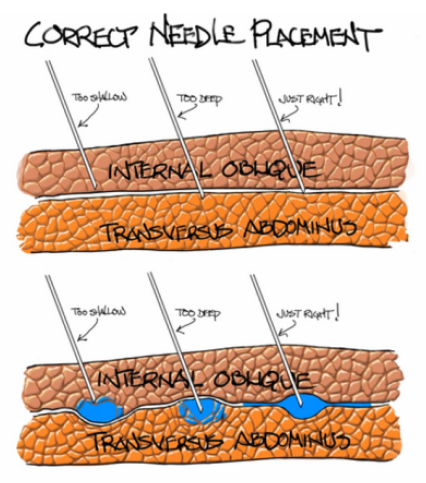 CORRECT NEEDLE PLACEMENT
TOO SHALLOW
TOO DEEP
JUST RIGHT!
INTERNAL OBLIQUE
TRANSVERSUS ABDOMINUS
TOO SHALLOW
TOO DEEP
JUST RIGHT!
INTERNAL OBLIQUE
TRANSVERSUS ABDOMINUS